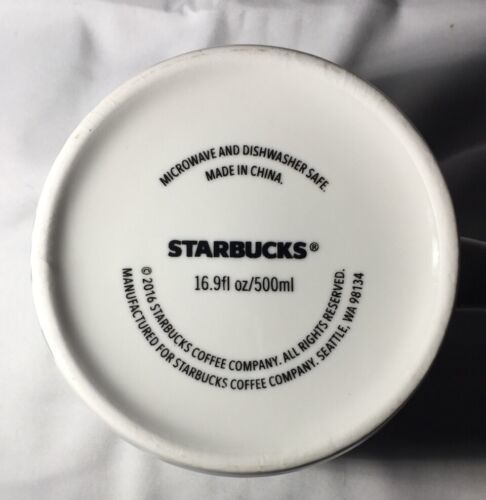 MICROWAVE AND DISHWASHER SAFE.
MADE IN CHINA.
STARBUCKS®
16.9fl oz/500ml
© 2016 STARBUCKS COFFEE COMPANY. ALL RIGHTS RESERVED.
MANUFACTURED FOR STARBUCKS COFFEE COMPANY. SEATTLE, WA 98134